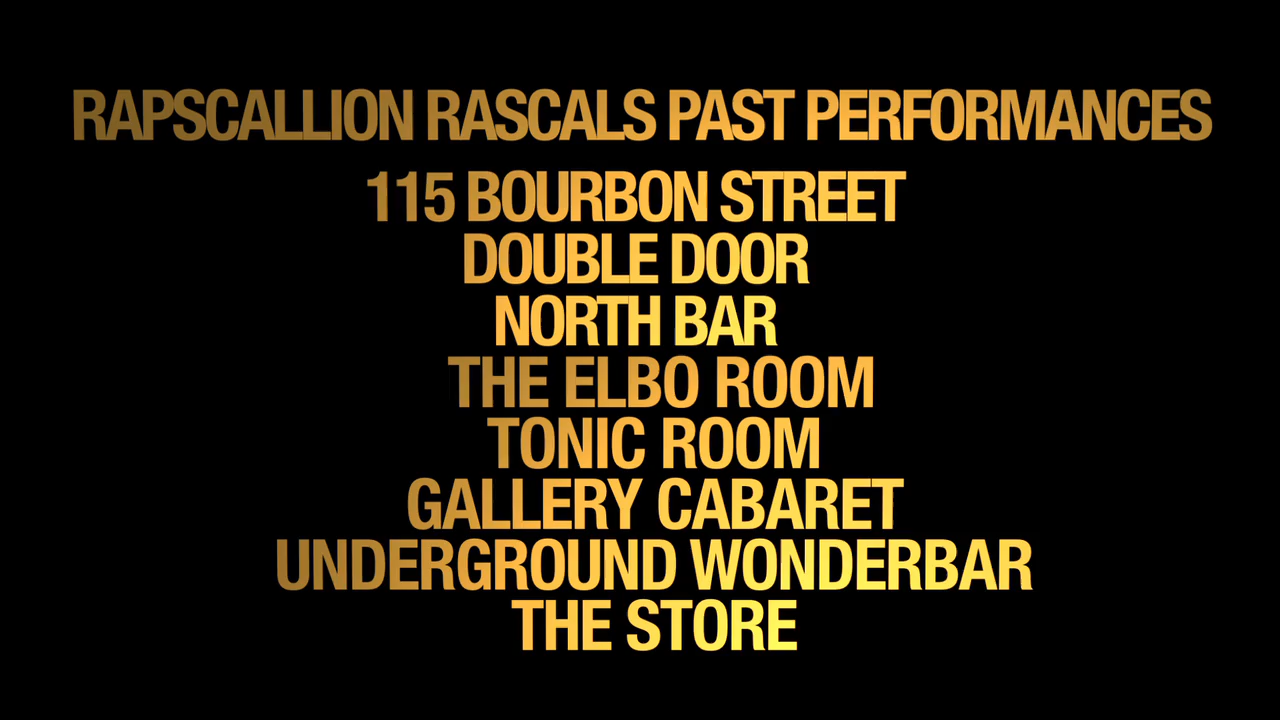 RAPSCALLION RASCALS PAST PERFORMANCES
115 BOURBON STREET
DOUBLE DOOR
NORTH BAR
THE ELBO ROOM
TONIC ROOM
GALLERY CABARET
UNDERGROUND WONDERBAR
THE STORE